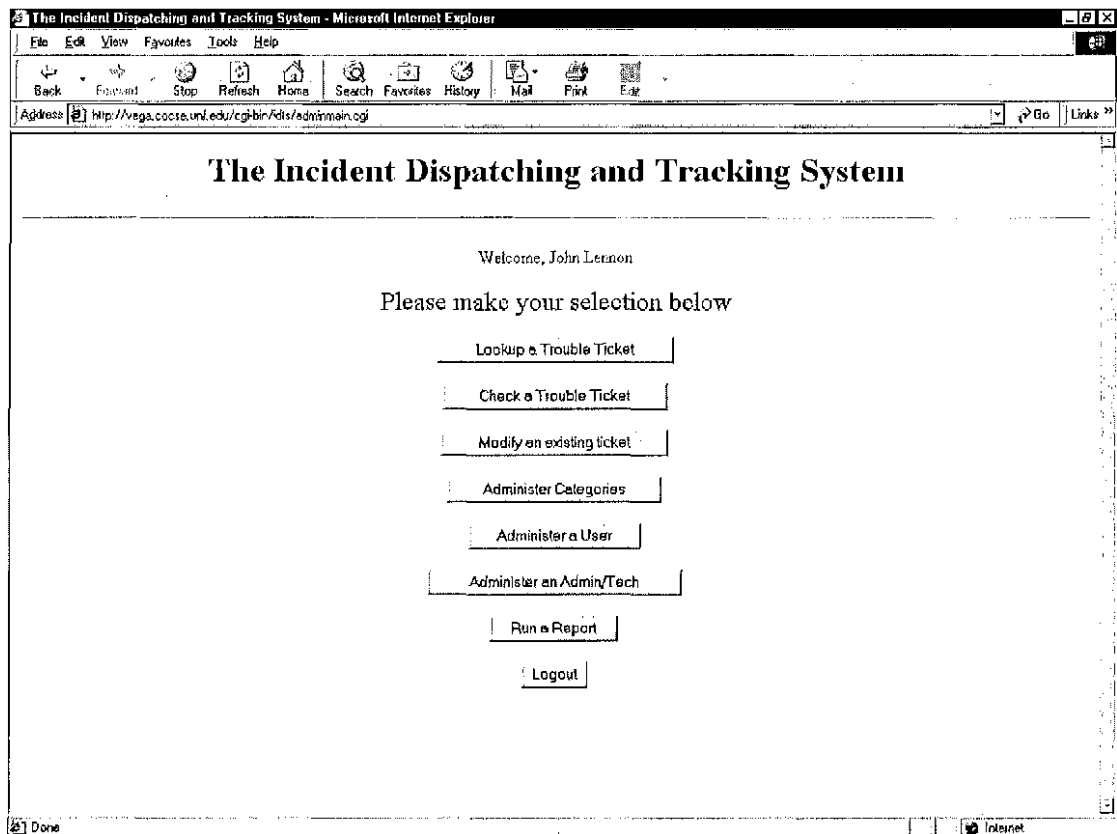 The Incident Dispatching and Tracking System - Microsoft Internet Explorer
File Edit View Favorites Tools Help
Back Forward Stop Refresh Home Search Favorites History Mail Print Edit
Address http://vega.cocse.unf.edu/cgi-bin/idts/adminmain.cgi Go Links »
The Incident Dispatching and Tracking System
Welcome, John Lennon
Please make your selection below
Lookup a Trouble Ticket
Check a Trouble Ticket
Modify an existing ticket
Administer Categories
Administer a User
Administer an Admin/Tech
Run a Report
Logout
Done Internet